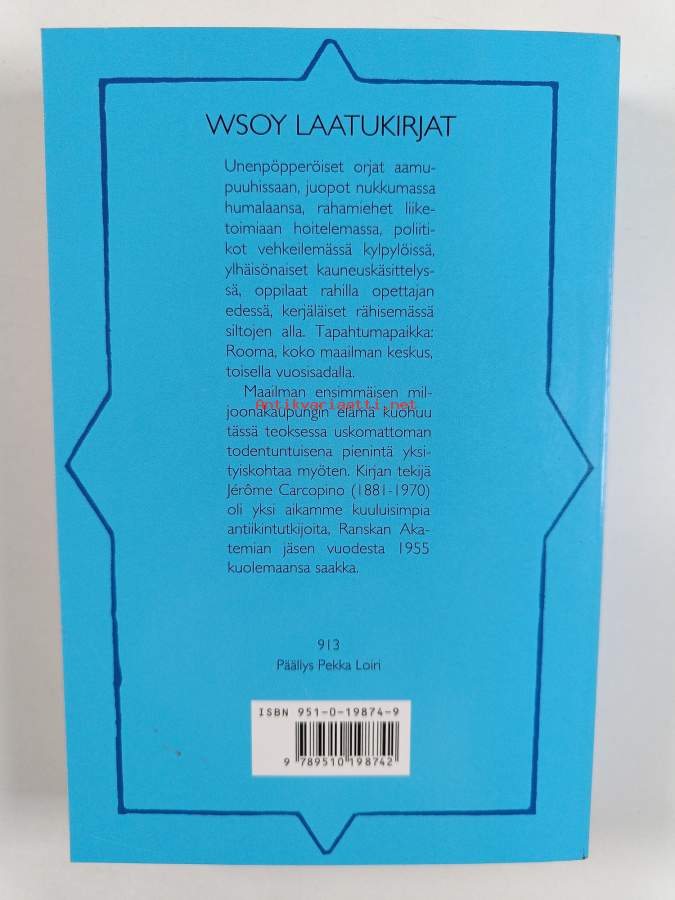 WSOY LAATUKIRJAT
Unenpöpperöiset orjat aamu-
puuhissaan, juopot nukkumassa
humalaansa, rahamiehet liike-
toimiaan hoitelemassa, poliiti-
kot vehkeilemässä kylpylöissä,
ylhäisönaiset kauneuskäsittelys-
sä, oppilaat rahilla opettajan
edessä, kerjäläiset rähisemässä
siltojen alla. Tapahtumapaikka:
Rooma, koko maailman keskus,
toisella vuosisadalla.
Maailman ensimmäisen mil-
Antikvariaatti.net
joonakaupungin elämä kuohuu
tässä teoksessa uskomattoman
todentuntuisena pienintä yksi-
tyiskohtaa myöten. Kirjan tekijä
Jérôme Carcopino (1881-1970)
oli yksi aikamme kuuluisimpia
antiikintutkijoita, Ranskan Aka-
temian jäsen vuodesta 1955
kuolemaansa saakka.
913
Päällys Pekka Loiri
ISBN 951-0-19874-9
9 789510 198742